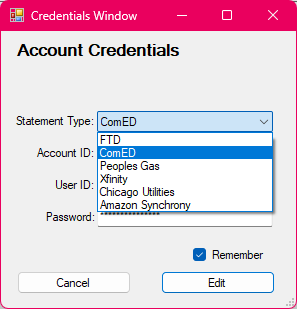 Credentials Window
Account Credentials
Statement Type: ComED
FTD
Account ID: ComED
Peoples Gas
Xfinity
User ID:
Chicago Utilities
Amazon Synchrony
Password: ***************
Remember
Cancel Edit